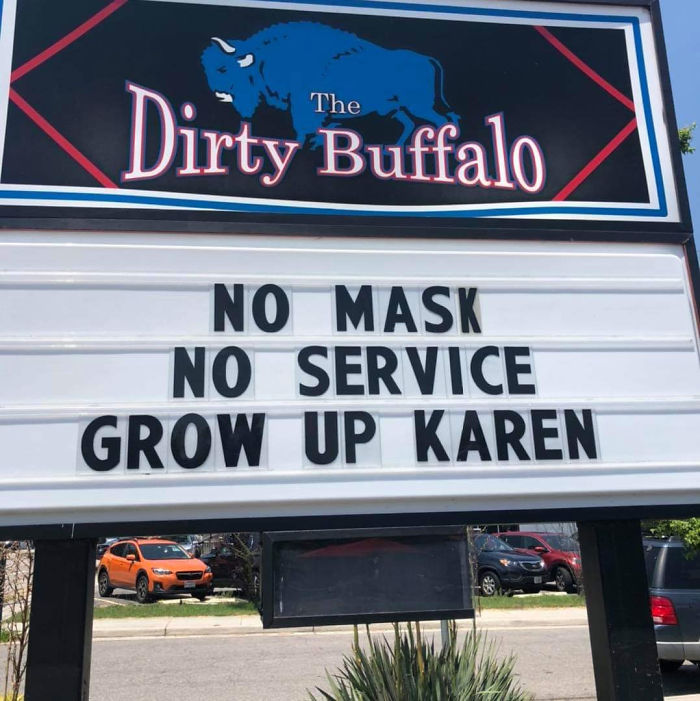 The
Dirty Buffalo
NO MASK
NO SERVICE
GROW UP KAREN